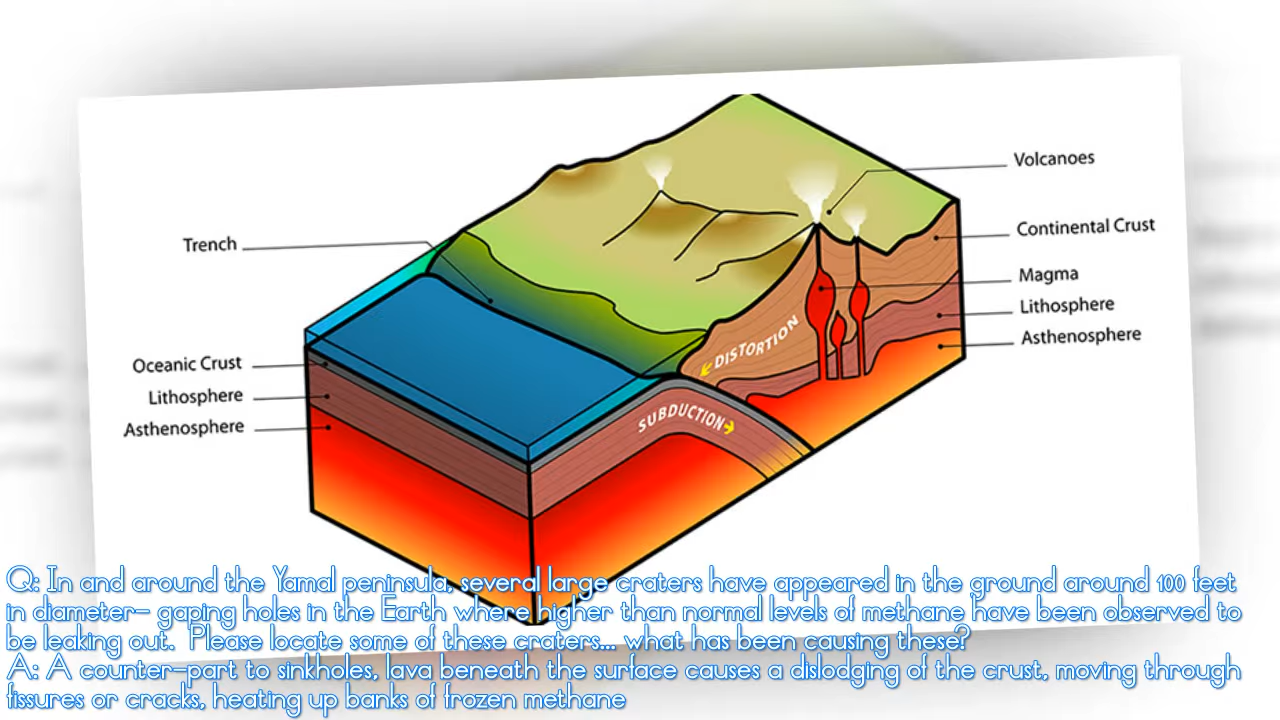 Volcanoes
Continental Crust
Trench
Magma
Lithosphere
Asthenosphere
DISTORTION
Oceanic Crust
Lithosphere
Asthenosphere
SUBDUCTION
Q: In and around the Yamal peninsula, several large craters have appeared in the ground around 100 feet
in diameter- gaping holes in the Earth where higher than normal levels of methane have been observed to
be leaking out. Please locate some of these craters... what has been causing these?
A: A counter-part to sinkholes, lava beneath the surface causes a dislodging of the crust, moving through
fissures or cracks, heating up banks of frozen methane